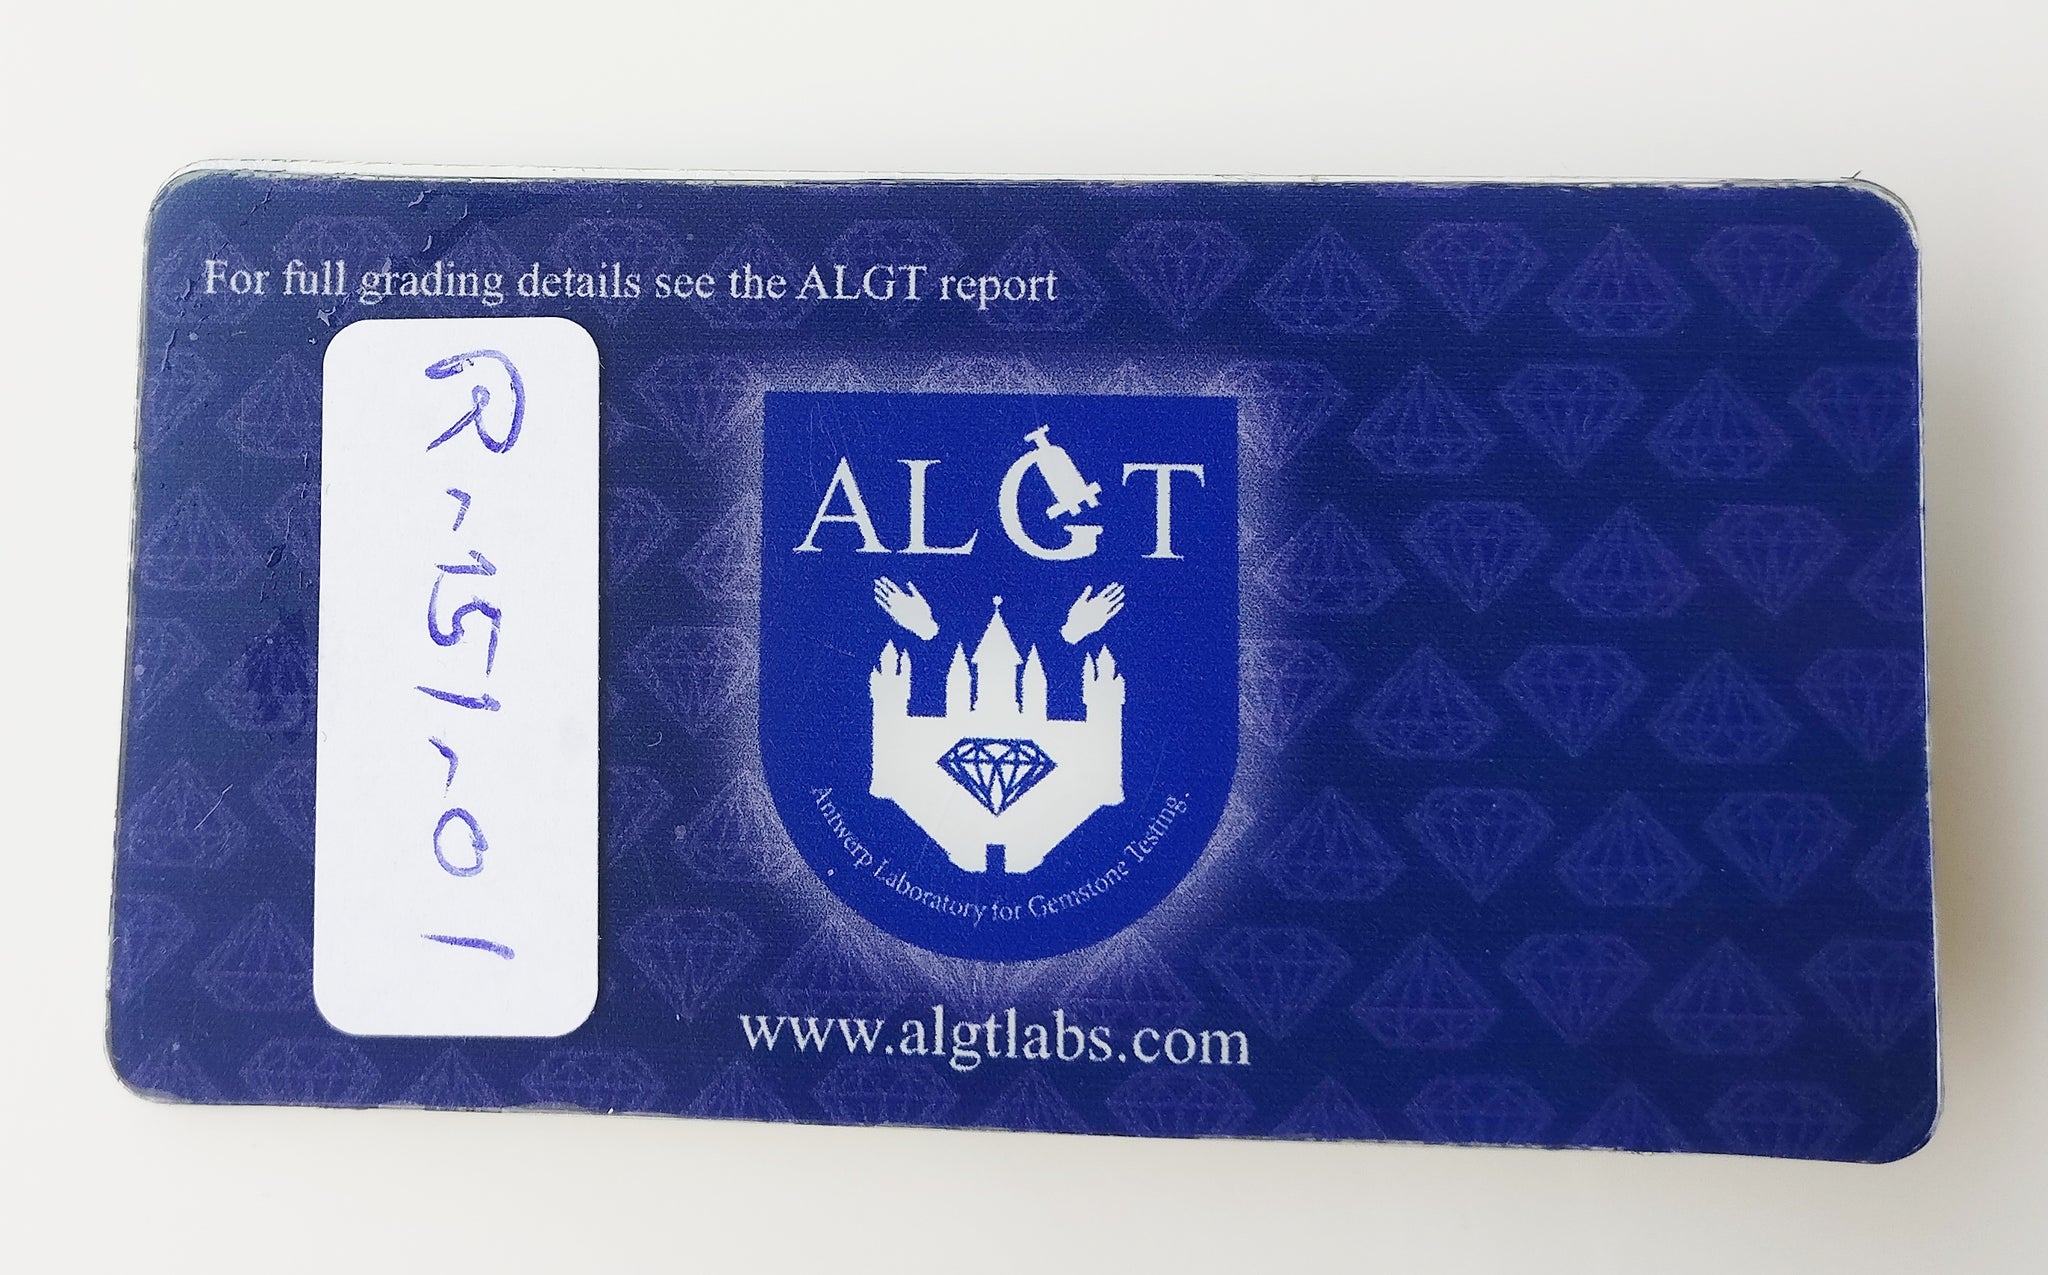 For full grading details see the ALGT report
R-151-01
ALGT
Antwerp Laboratory for Gemstone Testing.
www.algtlabs.com